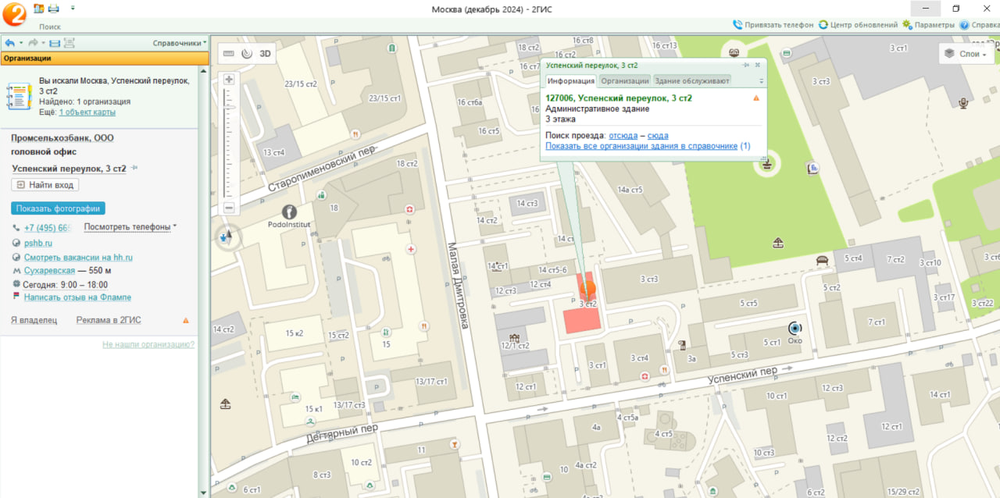 Москва (декабрь 2024) - 2ГИС
2
Поиск
Привязать телефон
Центр обновлений
Параметры
Справка
Справочники
Организации
Вы искали Москва, Успенский переулок,
3 ст2
Найдено: 1 организация
Ещё: 1 объект карты
Промсельхозбанк, ООО
головной офис
Успенский переулок, 3 ст2
Найти вход
Показать фотографии
+7 (495) 665
Посмотреть телефоны
pshb.ru
Смотреть вакансии на hh.ru
Сухаревская — 550 м
Сегодня: 9:00 – 18:00
Написать отзыв на Флампе
Я владелец
Реклама в 2ГИС
Не нашли организацию?
3D
Слои
Успенский переулок, 3 ст2
Информация
Организации
Здание обслуживают
127006, Успенский переулок, 3 ст2
Административное здание
3 этажа
Поиск проезда: отсюда – сюда
Показать все организации здания в справочнике (1)
16 ст8
18 ст2
16 ст2
16 ст13
3 ст1
23/15 ст2
23/15 ст1
16 ст6а
16 ст5
3 ст3
13 ст4
Старопименовский пер
18 ст2
18
PodoInstitut
14 ст3
14 ст2
14а ст5
Малая Дмитровка
14 ст1
14 ст5-6
12 ст3
12 ст4
3 ст2
3 ст3
5 ст4
7 ст2
3 ст10
5 ст2
5 ст5
3 ст17
3 ст22
7 ст1
14 ст2
15 к2
15 ст2
15
12/1 ст2
3 ст1
3 ст4
3а
5 ст1
Око
5 ст3
Успенский пер
13/17 ст1
12 ст1
10 ст1
12 ст3
14 ст1
15 к1
13/17 ст3
Дегтярный пер
4а
4 ст5а
4 ст5
12 ст1
12 ст2
10 ст3
11
10 ст2
8 ст3
6 ст1
4а ст2
10
6 ст2
15/29 ст2